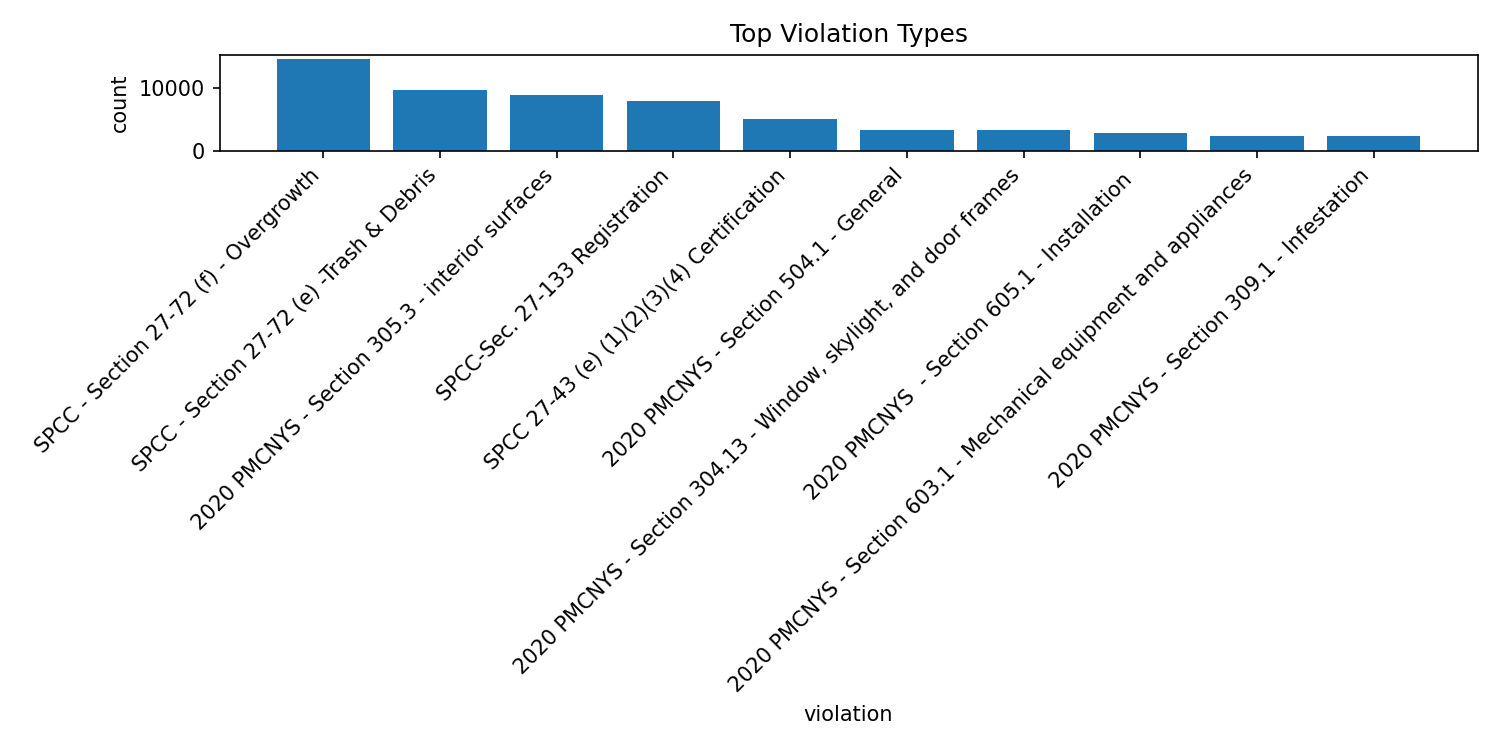 Top Violation Types
count
10000
0
SPCC - Section 27-72 (f) - Overgrowth
SPCC - Section 27-72 (e) -Trash & Debris
2020 PMCNYS - Section 305.3 - interior surfaces
SPCC-Sec. 27-133 Registration
SPCC 27-43 (e) (1)(2)(3)(4) Certification
2020 PMCNYS - Section 504.1 - General
2020 PMCNYS - Section 304.13 - Window, skylight, and door frames
2020 PMCNYS - Section 605.1 - Installation
2020 PMCNYS - Section 603.1 - Mechanical equipment and appliances
2020 PMCNYS - Section 309.1 - Infestation
violation